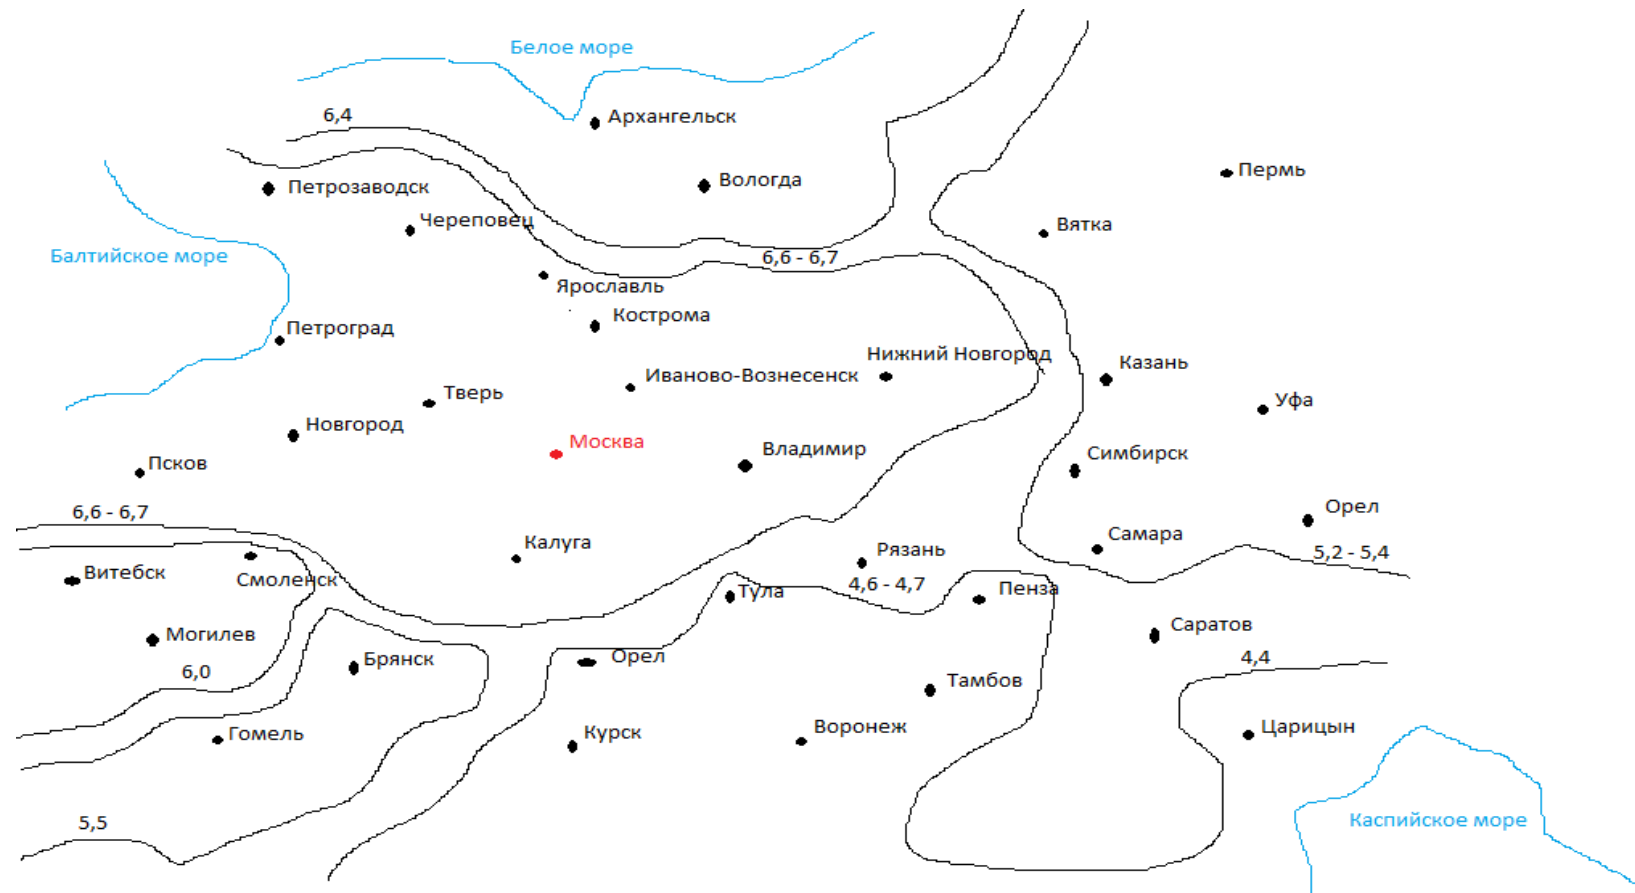 Белое море
6,4
Архангельск
Пермь
Вологда
Петрозаводск
Череповец
Вятка
Балтийское море
6,6 - 6,7
Ярославль
Кострома
Петроград
Нижний Новгород
Казань
Иваново-Вознесенск
Тверь
Уфа
Новгород
Москва
Владимир
Симбирск
Псков
Орел
6,6 - 6,7
Самара
Калуга
Рязань
5,2 - 5,4
Витебск
Смоленск
4,6 - 4,7
Тула
Пенза
Саратов
Могилев
Орел
4,4
Брянск
6,0
Тамбов
Воронеж
Царицын
Гомель
Курск
5,5
Каспийское море